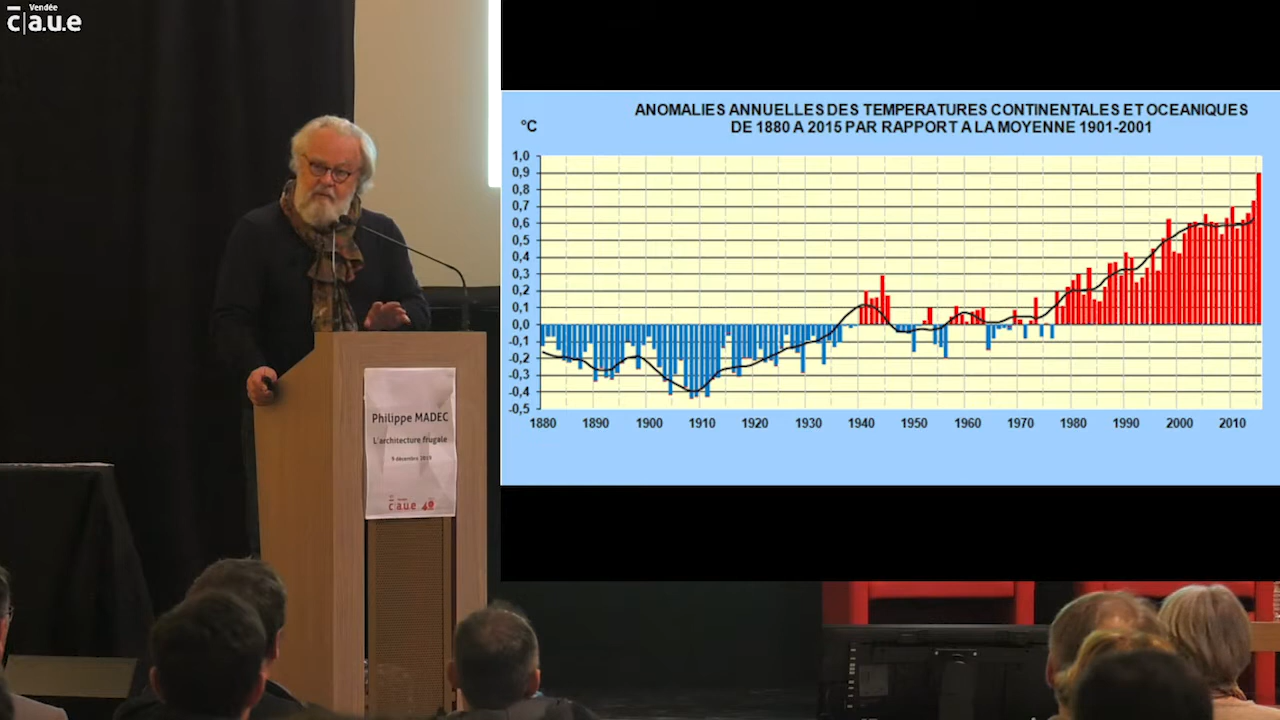 Vendée
c|a.u.e
ANOMALIES ANNUELLES DES TEMPERATURES CONTINENTALES ET OCEANIQUES
DE 1880 A 2015 PAR RAPPORT A LA MOYENNE 1901-2001
°C
1,0
0,9
0,8
0,7
0,6
0,5
0,4
0,3
0,2
0,1
0,0
-0,1
-0,2
-0,3
-0,4
-0,5
1880 1890 1900 1910 1920 1930 1940 1950 1960 1970 1980 1990 2000 2010
Philippe MADEC
L'architecture frugale
9 décembre
c|a.u.e 40